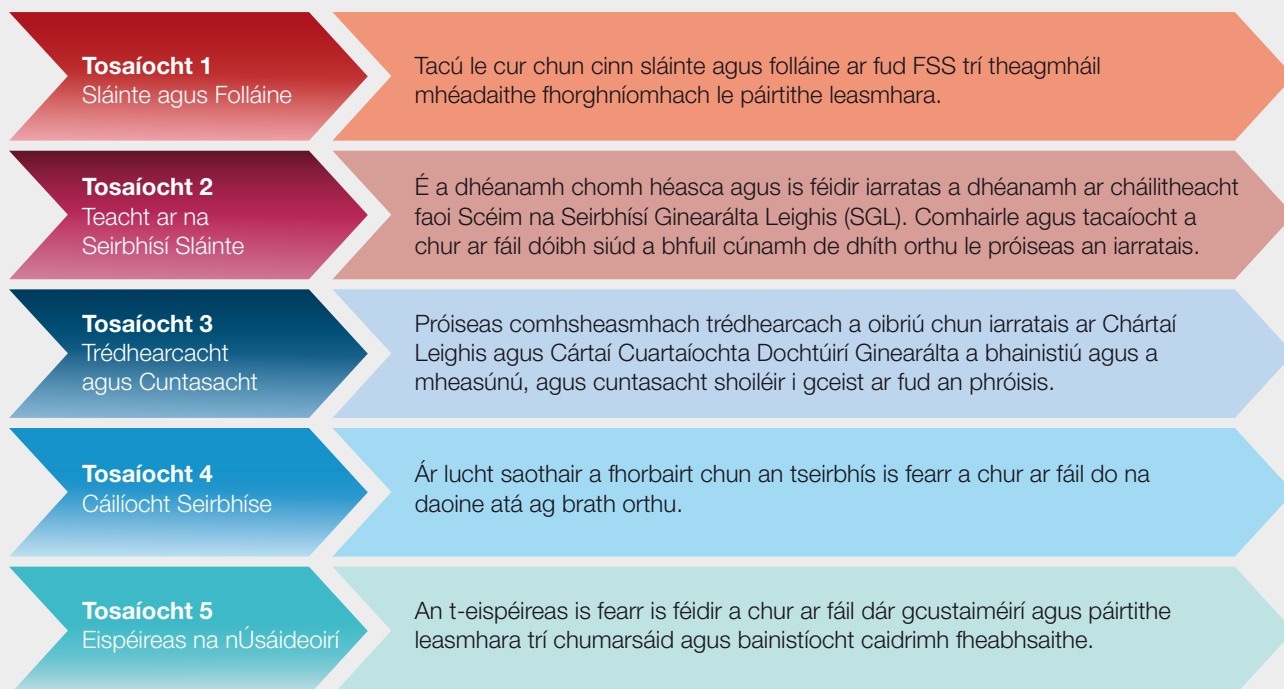 Tosaíocht 1
Sláinte agus Folláine
Tacú le cur chun cinn sláinte agus folláine ar fud FSS trí theagmháil
mhéadaithe fhorghníomhach le páirtithe leasmhara.
Tosaíocht 2
Teacht ar na
Seirbhísí Sláinte
É a dhéanamh chomh héasca agus is féidir iarratas a dhéanamh ar cháilitheacht
faoi Scéim na Seirbhísí Ginearálta Leighis (SGL). Comhairle agus tacaíocht a
chur ar fáil dóibh siúd a bhfuil cúnamh de dhíth orthu le próiseas an iarratais.
Tosaíocht 3
Trédhearcacht
agus Cuntasacht
Próiseas comhsheasmhach trédhearcach a oibriú chun iarratais ar Chártaí
Leighis agus Cártaí Cuartaíochta Dochtúirí Ginearálta a bhainistiú agus a
mheasúnú, agus cuntasacht shoiléir i gceist ar fud an phróisis.
Tosaíocht 4
Cáilíocht Seirbhíse
Ár lucht saothair a fhorbairt chun an tseirbhís is fearr a chur ar fáil do na
daoine atá ag brath orthu.
Tosaíocht 5
Eispéireas na nÚsáideoirí
An t-eispéireas is fearr is féidir a chur ar fáil dár gcustaiméirí agus páirtithe
leasmhara trí chumarsáid agus bainistíocht caidrimh fheabhsaithe.